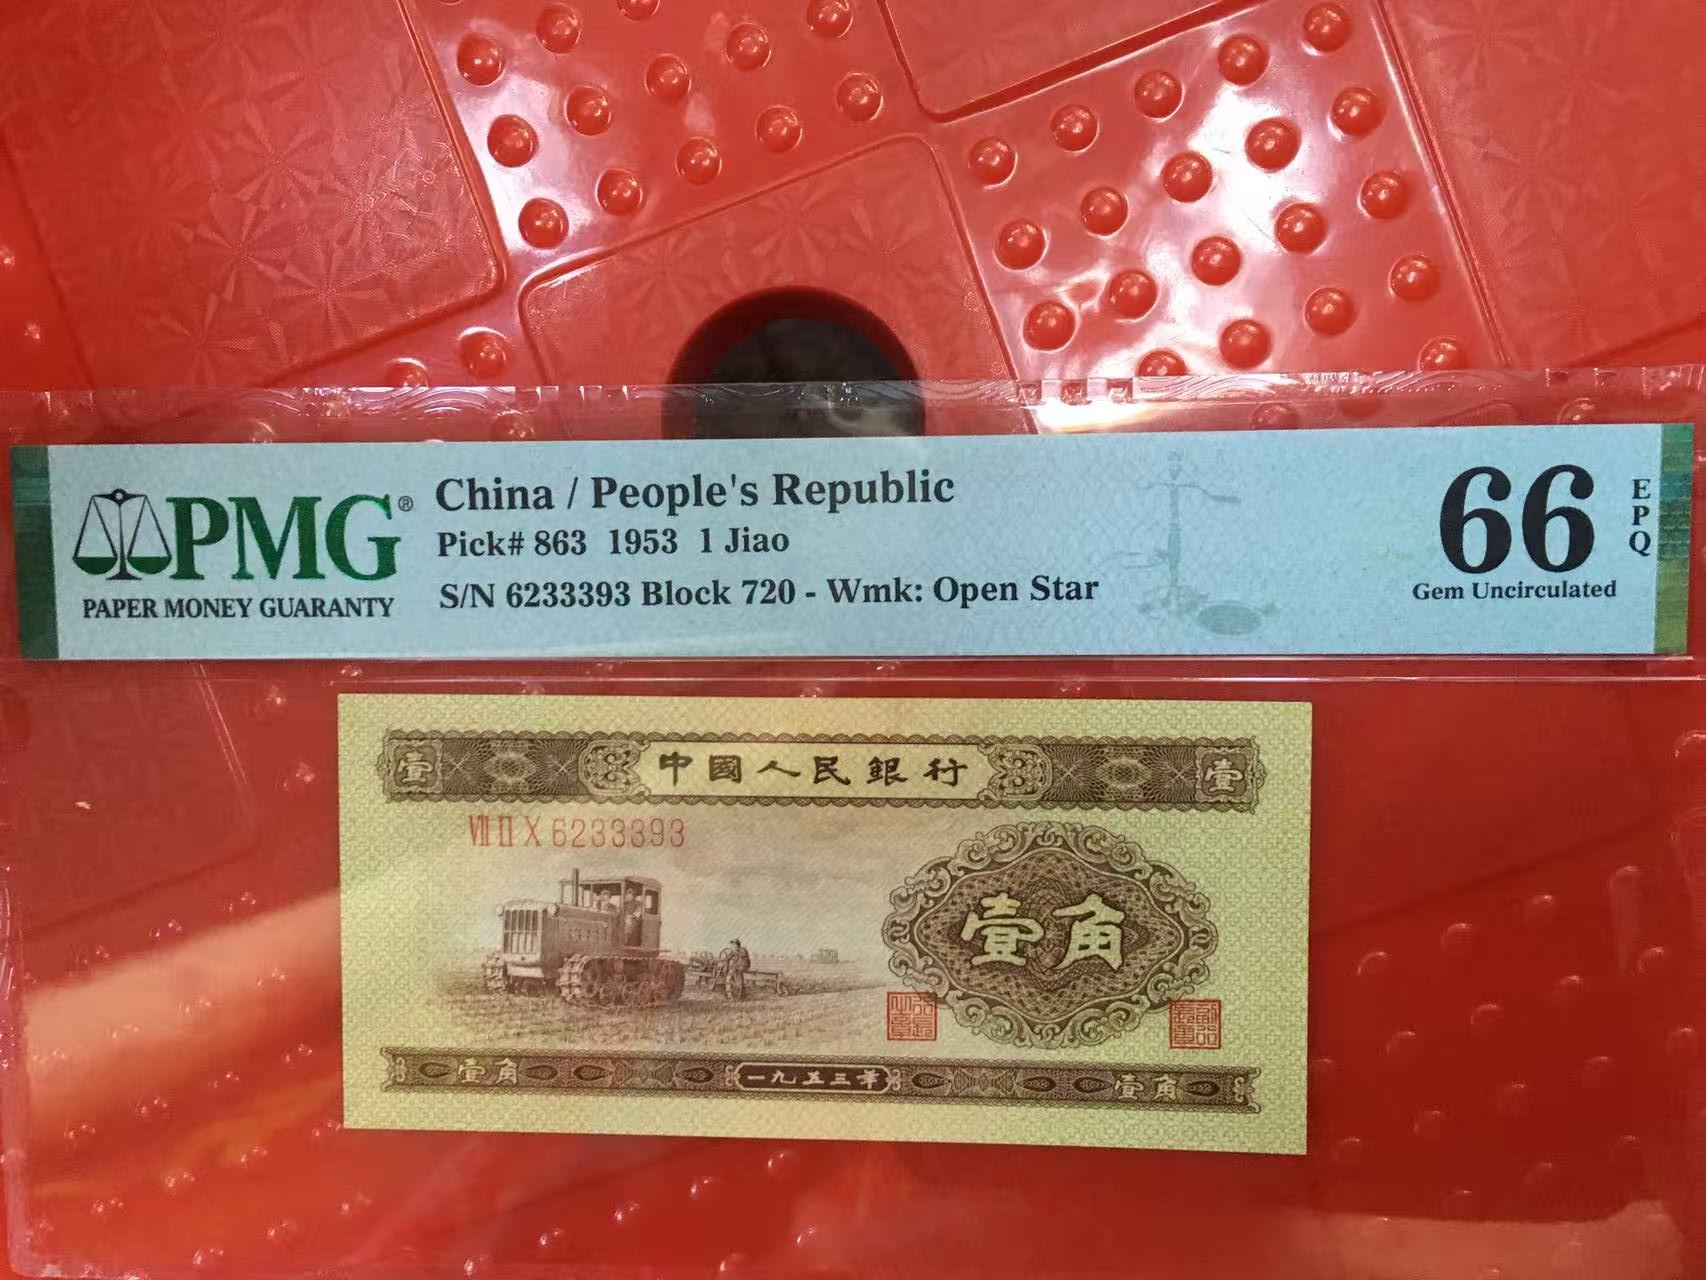 PMG®
PAPER MONEY GUARANTY
China / People's Republic
Pick# 863 1953 1 Jiao
S/N 6233393 Block 720 - Wmk: Open Star
66
EPQ
Gem Uncirculated
壹 中國人民銀行 壹
VII II X 6233393
壹角
壹角 一九五三年 壹角